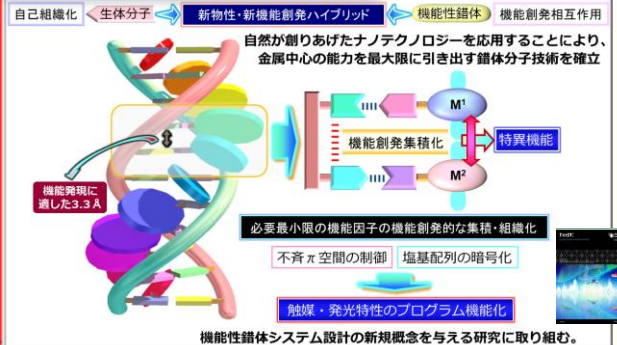 自己組織化 生体分子 新物性・新機能創発ハイブリッド 機能性錯体 機能創発相互作用
自然が創りあげたナノテクノロジーを応用することにより、
金属中心の能力を最大限に引き出す錯体分子技術を確立
M¹
機能創発集積化 特異機能
M²
機能発現に
適した3.3Å
必要最小限の機能因子の機能創発的な集積・組織化
不斉π空間の制御 塩基配列の暗号化
触媒・発光特性のプログラム機能化
機能性錯体システム設計の新規概念を与える研究に取り組む。